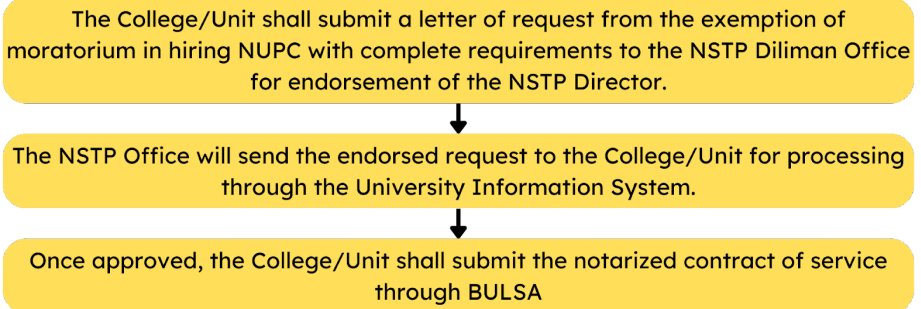 The College/Unit shall submit a letter of request from the exemption of
moratorium in hiring NUPC with complete requirements to the NSTP Diliman Office
for endorsement of the NSTP Director.
The NSTP Office will send the endorsed request to the College/Unit for processing
through the University Information System.
Once approved, the College/Unit shall submit the notarized contract of service
through BULSA